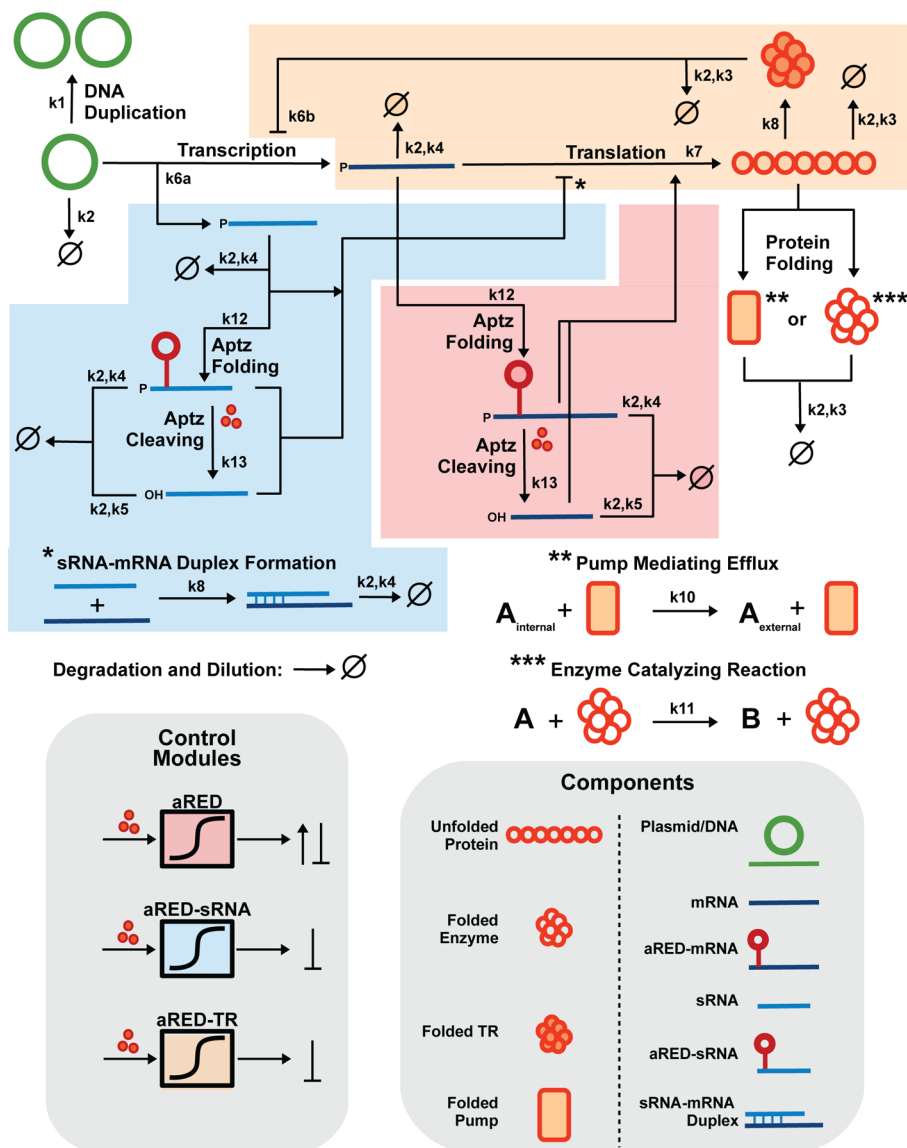 k1
DNA
Duplication
k2
Ø
Transcription
k6a
k6b
P
k2,k4
Ø
Translation
k7
*
k2,k3
Ø
k8
k2,k3
Ø
P
Ø
k2,k4
k12
Aptz
Folding
k2,k4
P
Aptz
Cleaving
k13
Ø
k2,k5
OH
k12
Aptz
Folding
P
k2,k4
Aptz
Cleaving
k13
Ø
OH
k2,k5
Protein
Folding
**
or
***
k2,k3
Ø
* sRNA-mRNA Duplex Formation
+
k8
k2,k4
Ø
** Pump Mediating Efflux
A internal + k10 A external +
Degradation and Dilution: Ø
*** Enzyme Catalyzing Reaction
A + k11 B +
Control
Modules
aRED
aRED-sRNA
aRED-TR
Components
Unfolded
Protein
Folded
Enzyme
Folded TR
Folded
Pump
Plasmid/DNA
mRNA
aRED-mRNA
sRNA
aRED-sRNA
sRNA-mRNA
Duplex